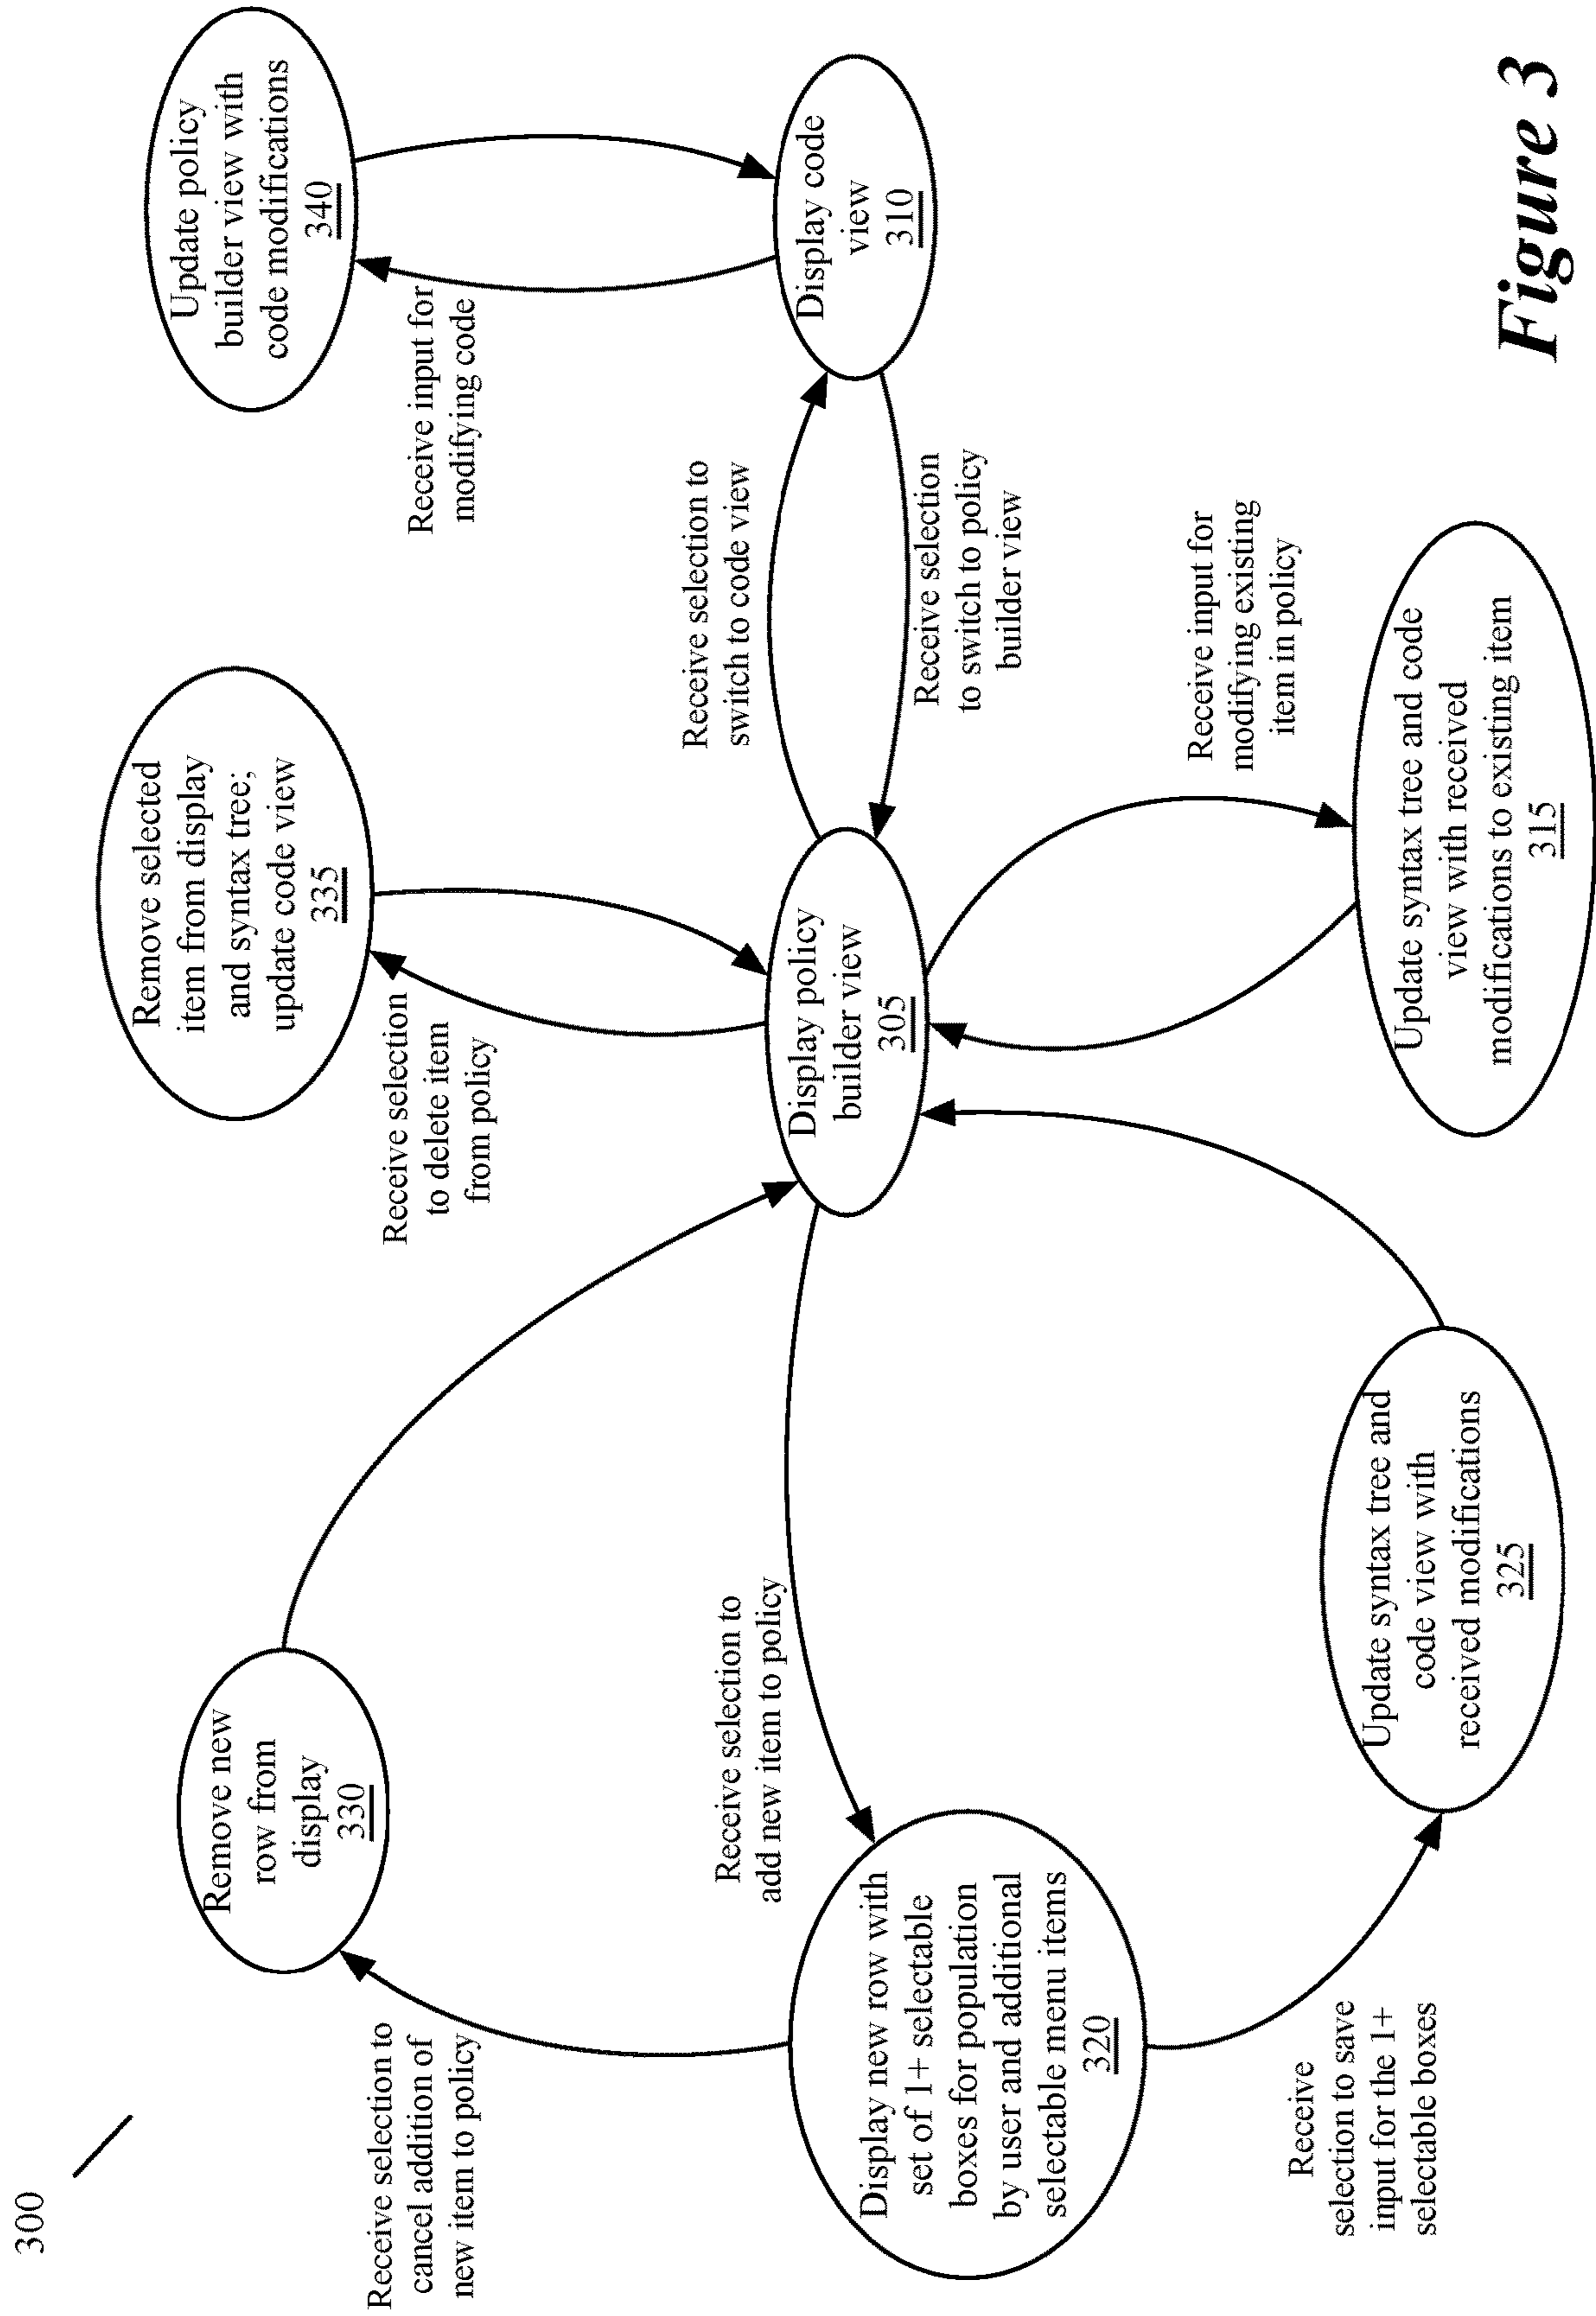 300
Remove new
row from
display
330
Remove selected
item from display
and syntax tree;
update code view
335
Update policy
builder view with
code modifications
340
Receive selection to
cancel addition of
new item to policy
Receive selection
to delete item
from policy
Receive input for
modifying code
Receive selection to
add new item to policy
Receive selection to
switch to code view
Display new row with
set of 1+ selectable
boxes for population
by user and additional
selectable menu items
320
Display policy
builder view
305
Display code
view
310
Receive selection
to switch to policy
builder view
Receive input for
modifying existing
item in policy
Receive
selection to save
input for the 1+
selectable boxes
Update syntax tree and
code view with
received modifications
325
Update syntax tree and code
view with received
modifications to existing item
315
Figure 3